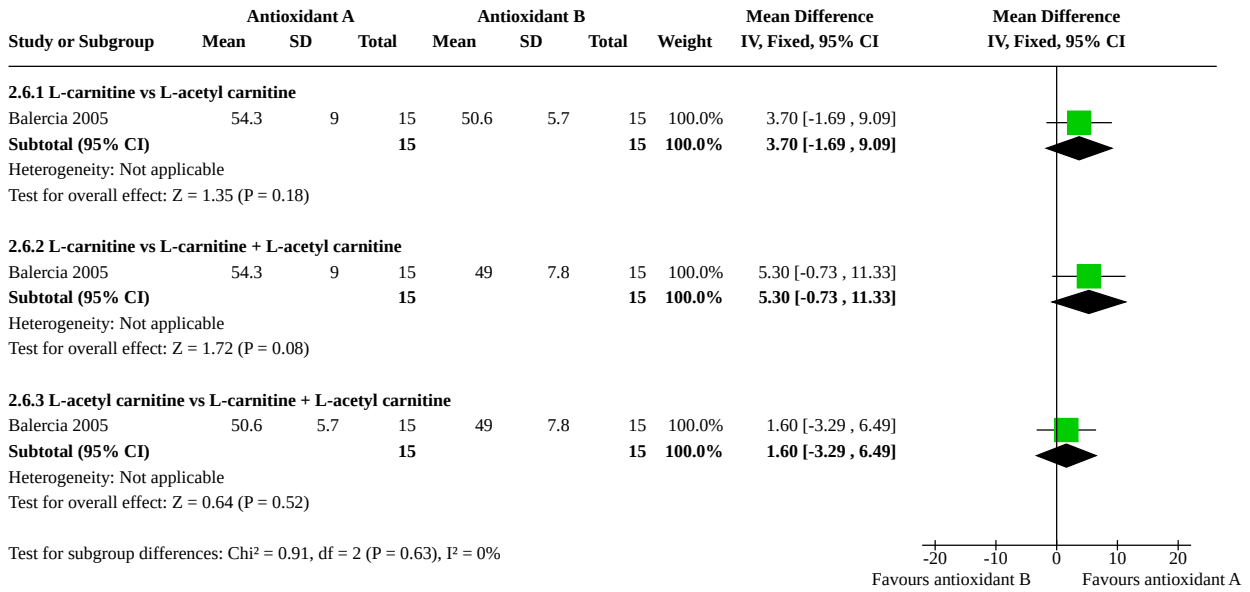 Antioxidant A Antioxidant B Mean Difference Mean Difference
Study or Subgroup Mean SD Total Mean SD Total Weight IV, Fixed, 95% CI IV, Fixed, 95% CI
2.6.1 L-carnitine vs L-acetyl carnitine
Balercia 2005 54.3 9 15 50.6 5.7 15 100.0% 3.70 [-1.69 , 9.09]
Subtotal (95% CI) 15 15 100.0% 3.70 [-1.69 , 9.09]
Heterogeneity: Not applicable
Test for overall effect: Z = 1.35 (P = 0.18)
2.6.2 L-carnitine vs L-carnitine + L-acetyl carnitine
Balercia 2005 54.3 9 15 49 7.8 15 100.0% 5.30 [-0.73 , 11.33]
Subtotal (95% CI) 15 15 100.0% 5.30 [-0.73 , 11.33]
Heterogeneity: Not applicable
Test for overall effect: Z = 1.72 (P = 0.08)
2.6.3 L-acetyl carnitine vs L-carnitine + L-acetyl carnitine
Balercia 2005 50.6 5.7 15 49 7.8 15 100.0% 1.60 [-3.29 , 6.49]
Subtotal (95% CI) 15 15 100.0% 1.60 [-3.29 , 6.49]
Heterogeneity: Not applicable
Test for overall effect: Z = 0.64 (P = 0.52)
Test for subgroup differences: Chi² = 0.91, df = 2 (P = 0.63), I² = 0%
-20 -10 0 10 20
Favours antioxidant B Favours antioxidant A